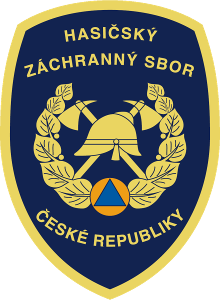 HASIČSKÝ
ZÁCHRANNÝ SBOR
ČESKÉ REPUBLIKY